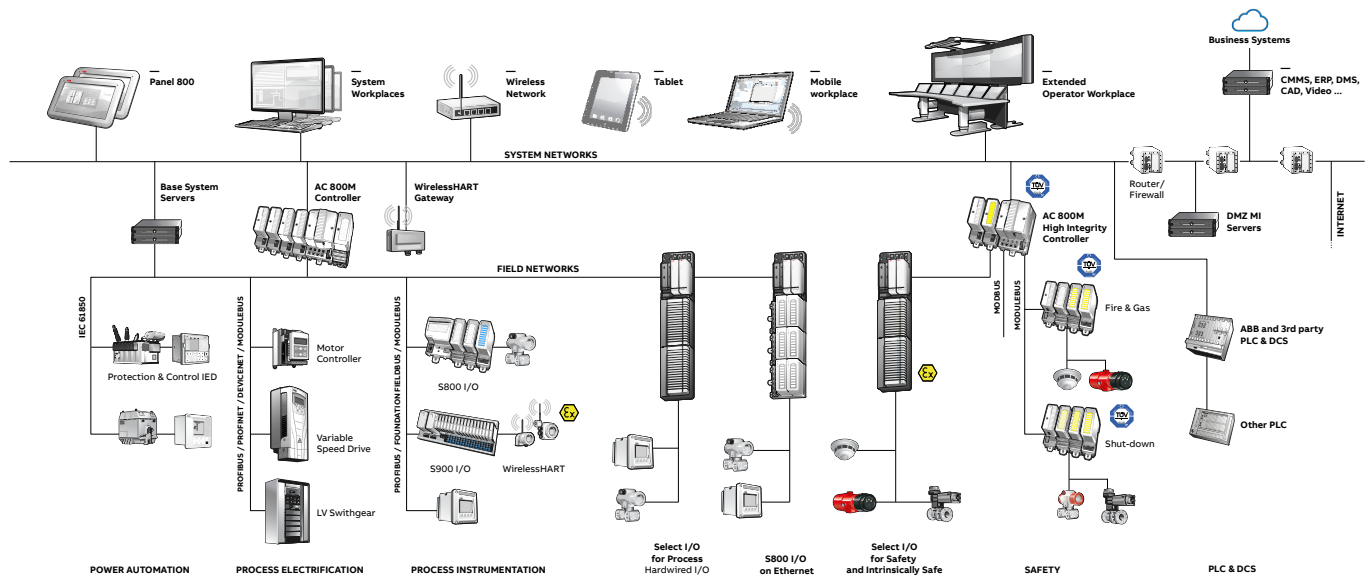 Panel 800
System
Workplaces
Wireless
Network
Tablet
Mobile
workplace
Extended
Operator Workplace
Business Systems
CMMS, ERP, DMS,
CAD, Video ...
SYSTEM NETWORKS
Base System
Servers
AC 800M
Controller
WirelessHART
Gateway
TÜV
AC 800M
High Integrity
Controller
Router/
Firewall
DMZ MI
Servers
INTERNET
FIELD NETWORKS
IEC 61850
Protection & Control IED
PROFIBUS / PROFINET / DEVICENET / MODULEBUS
Motor
Controller
Variable
Speed Drive
LV Swithgear
PROFIBUS / FOUNDATION FIELDBUS / MODULEBUS
S800 I/O
S900 I/O
WirelessHART
Ex
Ex
MODBUS
MODULEBUS
TÜV
Fire & Gas
TÜV
Shut-down
ABB and 3rd party
PLC & DCS
Other PLC
POWER AUTOMATION
PROCESS ELECTRIFICATION
PROCESS INSTRUMENTATION
Select I/O
for Process
Hardwired I/O
S800 I/O
on Ethernet
Select I/O
for Safety
and Intrinsically Safe
SAFETY
PLC & DCS